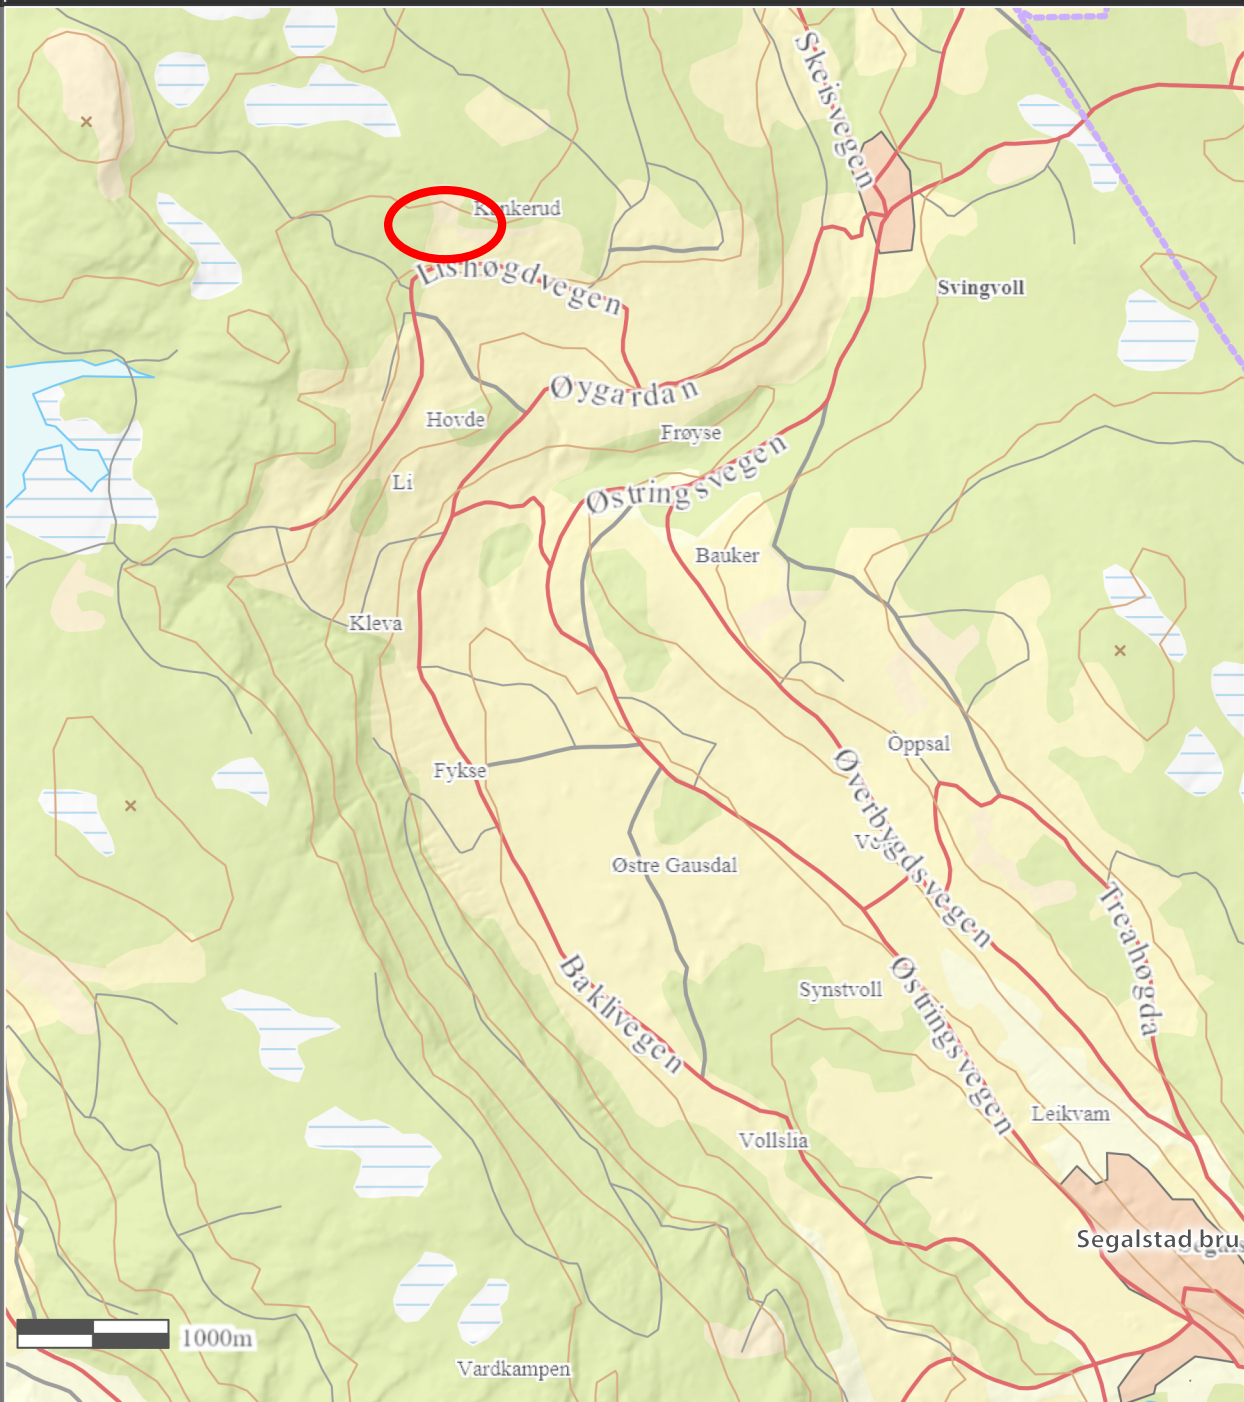 Skeisvegen
Kankerud
Lishøgdvegen
Svingvoll
Øygardan
Hovde
Frøyse
Li
Østringsvegen
Bauker
Kleva
Oppsal
Fykse
Øverbygdsvegen
Østre Gausdal
Treahøgda
Baklivegen
Synstvoll
Østringsvegen
Leikvam
Vollslia
Segalstad bru
1000m
Vardkampen